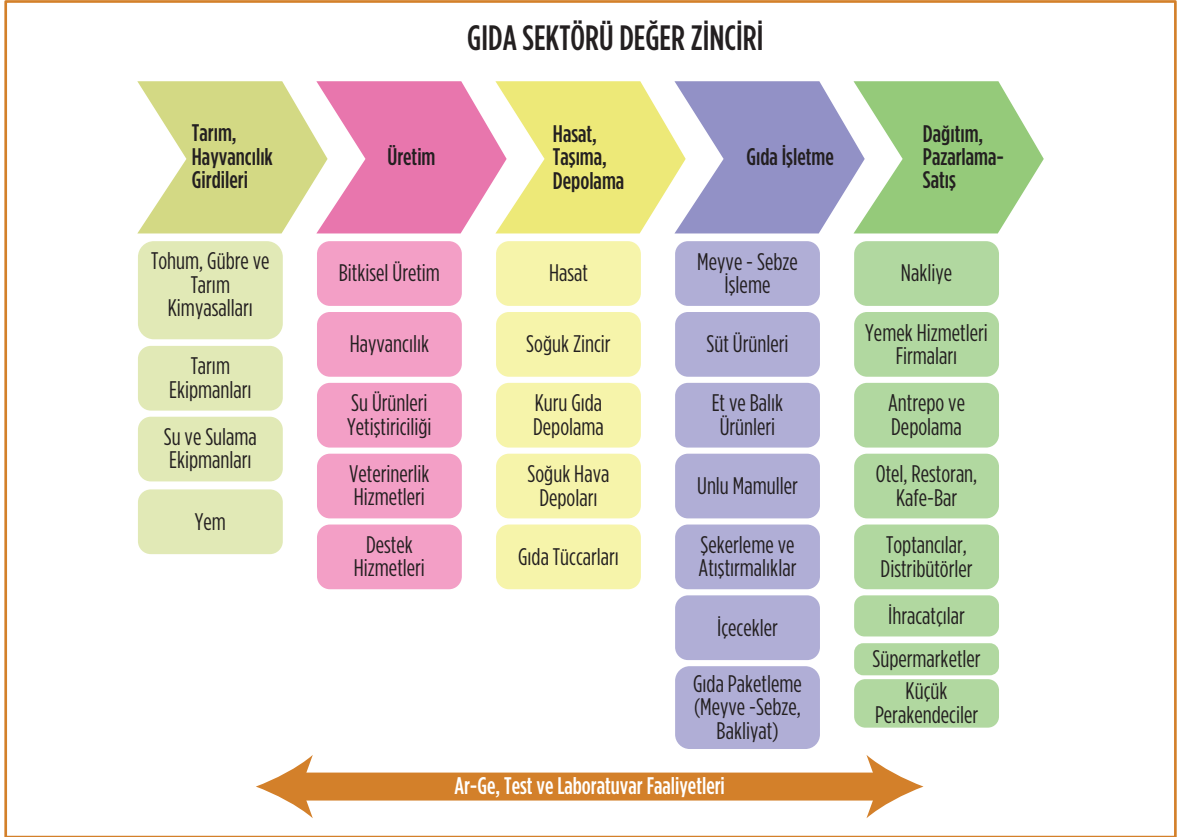 GIDA SEKTÖRÜ DEĞER ZİNCİRİ
Tarım,
Hayvancılık
Girdileri
Üretim
Hasat,
Taşıma,
Depolama
Gıda İşletme
Dağıtım,
Pazarlama-
Satış
Tohum, Gübre ve
Tarım
Kimyasalları
Tarım
Ekipmanları
Su ve Sulama
Ekipmanları
Yem
Bitkisel Üretim
Hayvancılık
Su Ürünleri
Yetiştiriciliği
Veterinerlik
Hizmetleri
Destek
Hizmetleri
Hasat
Soğuk Zincir
Kuru Gıda
Depolama
Soğuk Hava
Depoları
Gıda Tüccarları
Meyve - Sebze
İşleme
Süt Ürünleri
Et ve Balık
Ürünleri
Unlu Mamuller
Şekerleme ve
Atıştırmalıklar
İçecekler
Gıda Paketleme
(Meyve -Sebze,
Bakliyat)
Nakliye
Yemek Hizmetleri
Firmaları
Antrepo ve
Depolama
Otel, Restoran,
Kafe-Bar
Toptancılar,
Distribütörler
İhracatçılar
Süpermarketler
Küçük
Perakendeciler
Ar-Ge, Test ve Laboratuvar Faaliyetleri